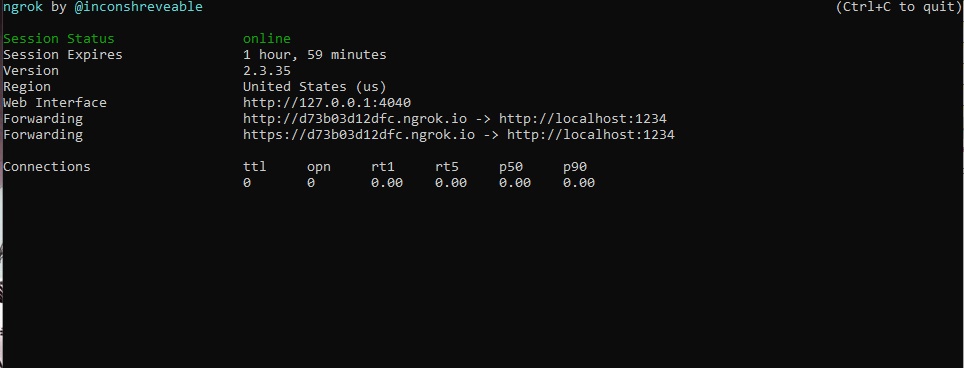 ngrok by @inconshreveable (Ctrl+C to quit)
Session Status online
Session Expires 1 hour, 59 minutes
Version 2.3.35
Region United States (us)
Web Interface http://127.0.0.1:4040
Forwarding http://d73b03d12dfc.ngrok.io -> http://localhost:1234
Forwarding https://d73b03d12dfc.ngrok.io -> http://localhost:1234
Connections ttl opn rt1 rt5 p50 p90
0 0 0.00 0.00 0.00 0.00